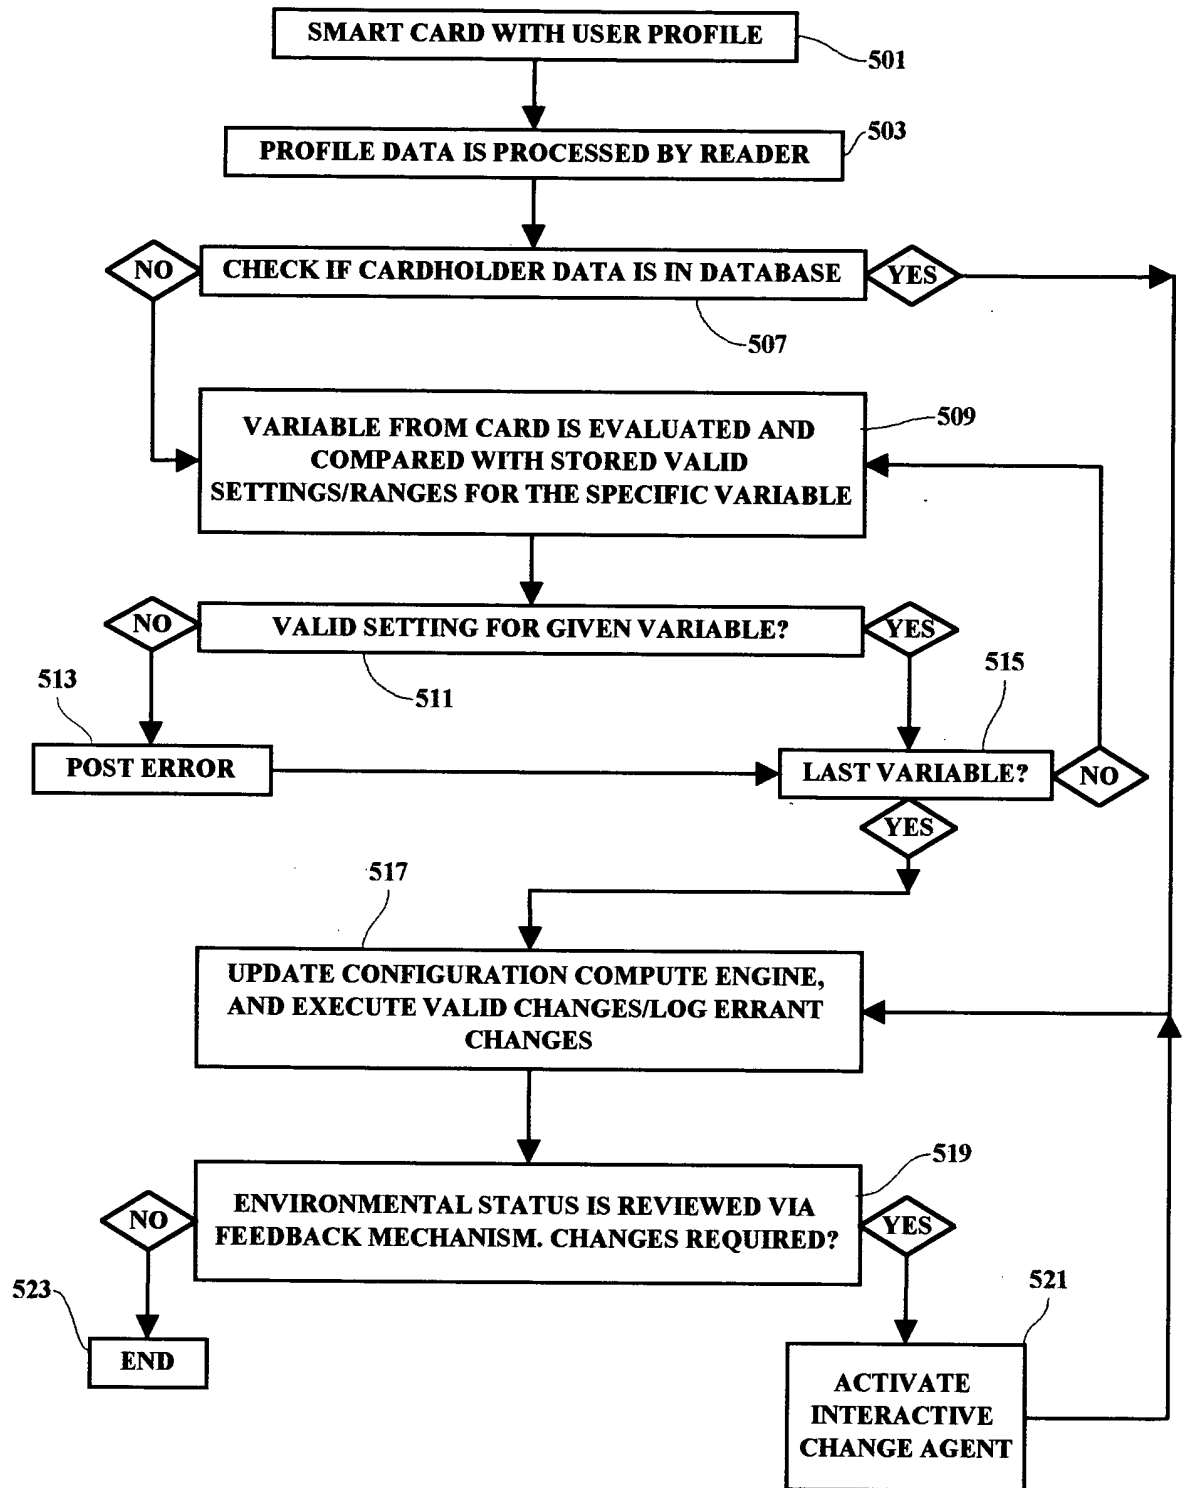 SMART CARD WITH USER PROFILE
501
503
PROFILE DATA IS PROCESSED BY READER
NO
CHECK IF CARDHOLDER DATA IS IN DATABASE
YES
507
509
VARIABLE FROM CARD IS EVALUATED AND
COMPARED WITH STORED VALID
SETTINGS/RANGES FOR THE SPECIFIC VARIABLE
NO
VALID SETTING FOR GIVEN VARIABLE?
YES
511
513
515
POST ERROR
LAST VARIABLE?
NO
YES
517
UPDATE CONFIGURATION COMPUTE ENGINE,
AND EXECUTE VALID CHANGES/LOG ERRANT
CHANGES
519
NO
ENVIRONMENTAL STATUS IS REVIEWED VIA
FEEDBACK MECHANISM. CHANGES REQUIRED?
YES
523
521
END
ACTIVATE
INTERACTIVE
CHANGE AGENT